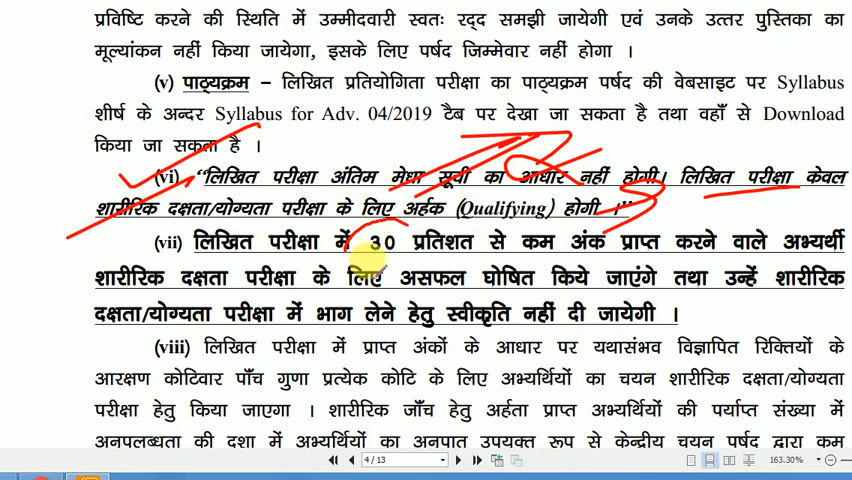 प्रविष्टि करने की स्थिति में उम्मीदवारी स्वतः रद्द समझी जायेगी एवं उनके उत्तर पुस्तिका का
मूल्यांकन नहीं किया जायेगा, इसके लिए पर्षद जिम्मेवार नहीं होगा ।
(v) पाठ्यक्रम – लिखित प्रतियोगिता परीक्षा का पाठ्यक्रम पर्षद की वेबसाइट पर Syllabus
शीर्ष के अन्दर Syllabus for Adv. 04/2019 टैब पर देखा जा सकता है तथा वहाँ से Download
किया जा सकता है ।
(vi) “लिखित परीक्षा अंतिम मेधा सूची का आधार नहीं होगी। लिखित परीक्षा केवल
शारीरिक दक्षता/योग्यता परीक्षा के लिए अर्हक (Qualifying) होगी ।”
(vii) लिखित परीक्षा में 30 प्रतिशत से कम अंक प्राप्त करने वाले अभ्यर्थी
शारीरिक दक्षता परीक्षा के लिए असफल घोषित किये जाएंगे तथा उन्हें शारीरिक
दक्षता/योग्यता परीक्षा में भाग लेने हेतु स्वीकृति नहीं दी जायेगी ।
(viii) लिखित परीक्षा में प्राप्त अंकों के आधार पर यथासंभव विज्ञापित रिक्तियों के
आरक्षण कोटिवार पाँच गुणा प्रत्येक कोटि के लिए अभ्यर्थियों का चयन शारीरिक दक्षता/योग्यता
परीक्षा हेतु किया जाएगा । शारीरिक जाँच हेतु अर्हता प्राप्त अभ्यर्थियों की पर्याप्त संख्या में
अनुपलब्धता की दशा में अभ्यर्थियों का अनुपात उपयुक्त रूप से केन्द्रीय चयन पर्षद द्वारा कम
4 / 13
163.30%